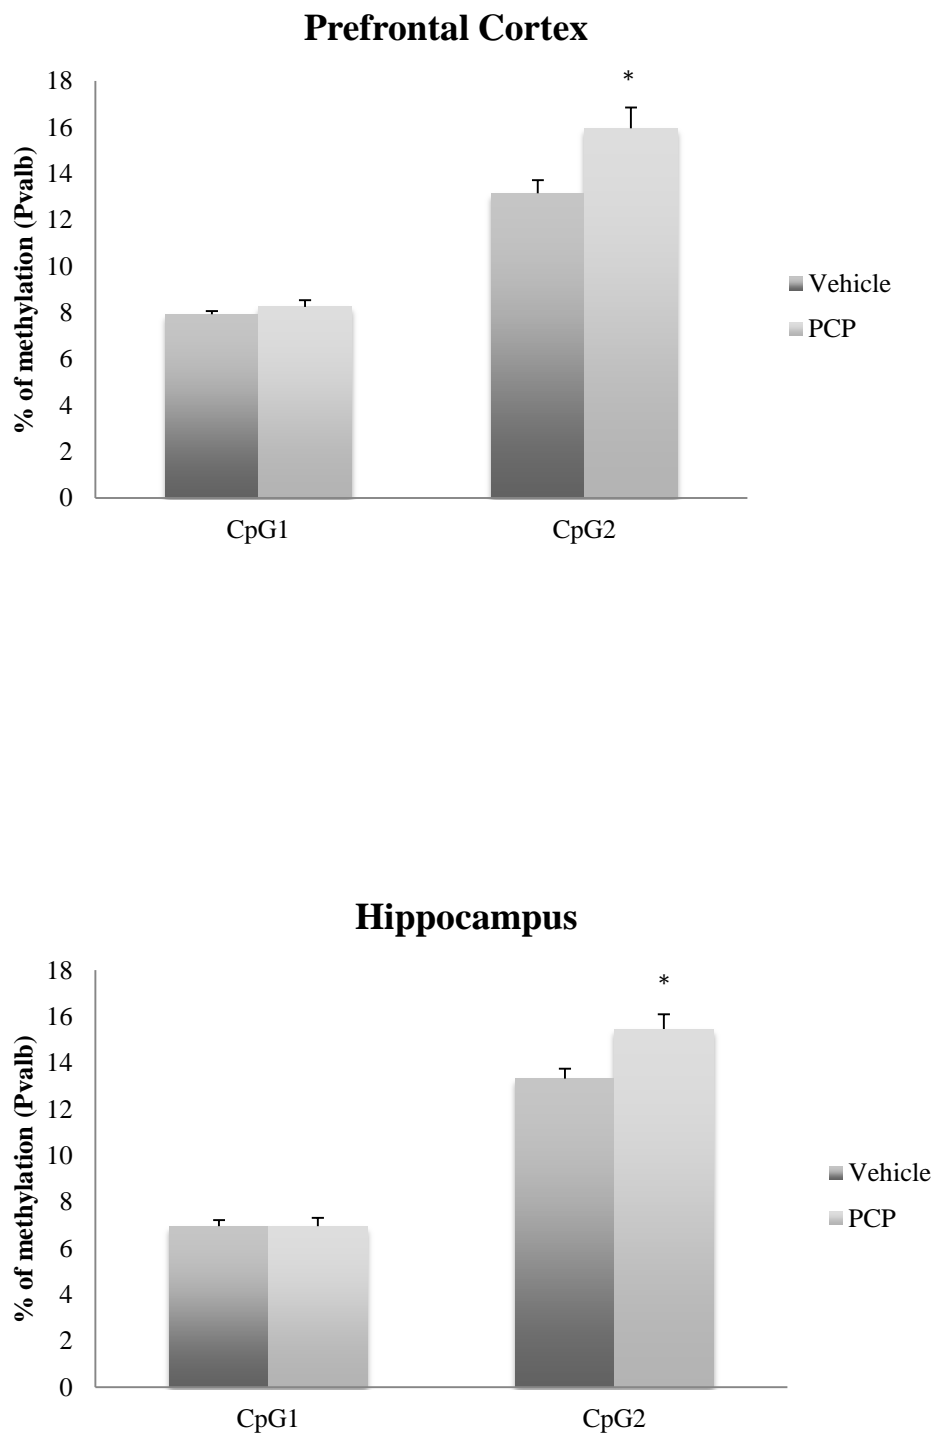 Prefrontal Cortex
*
18
16
14
12
10
8
6
4
2
0
% of methylation (Pvalb)
CpG1 CpG2
Vehicle
PCP
Hippocampus
*
18
16
14
12
10
8
6
4
2
0
% of methylation (Pvalb)
CpG1 CpG2
Vehicle
PCP